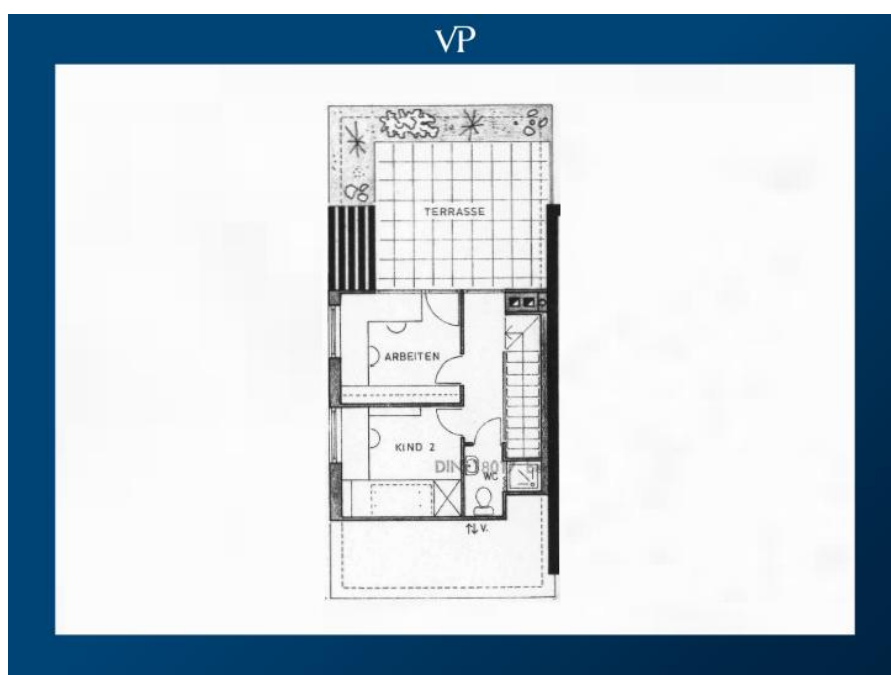 VP
TERRASSE
ARBEITEN
KIND 2
WC
V.